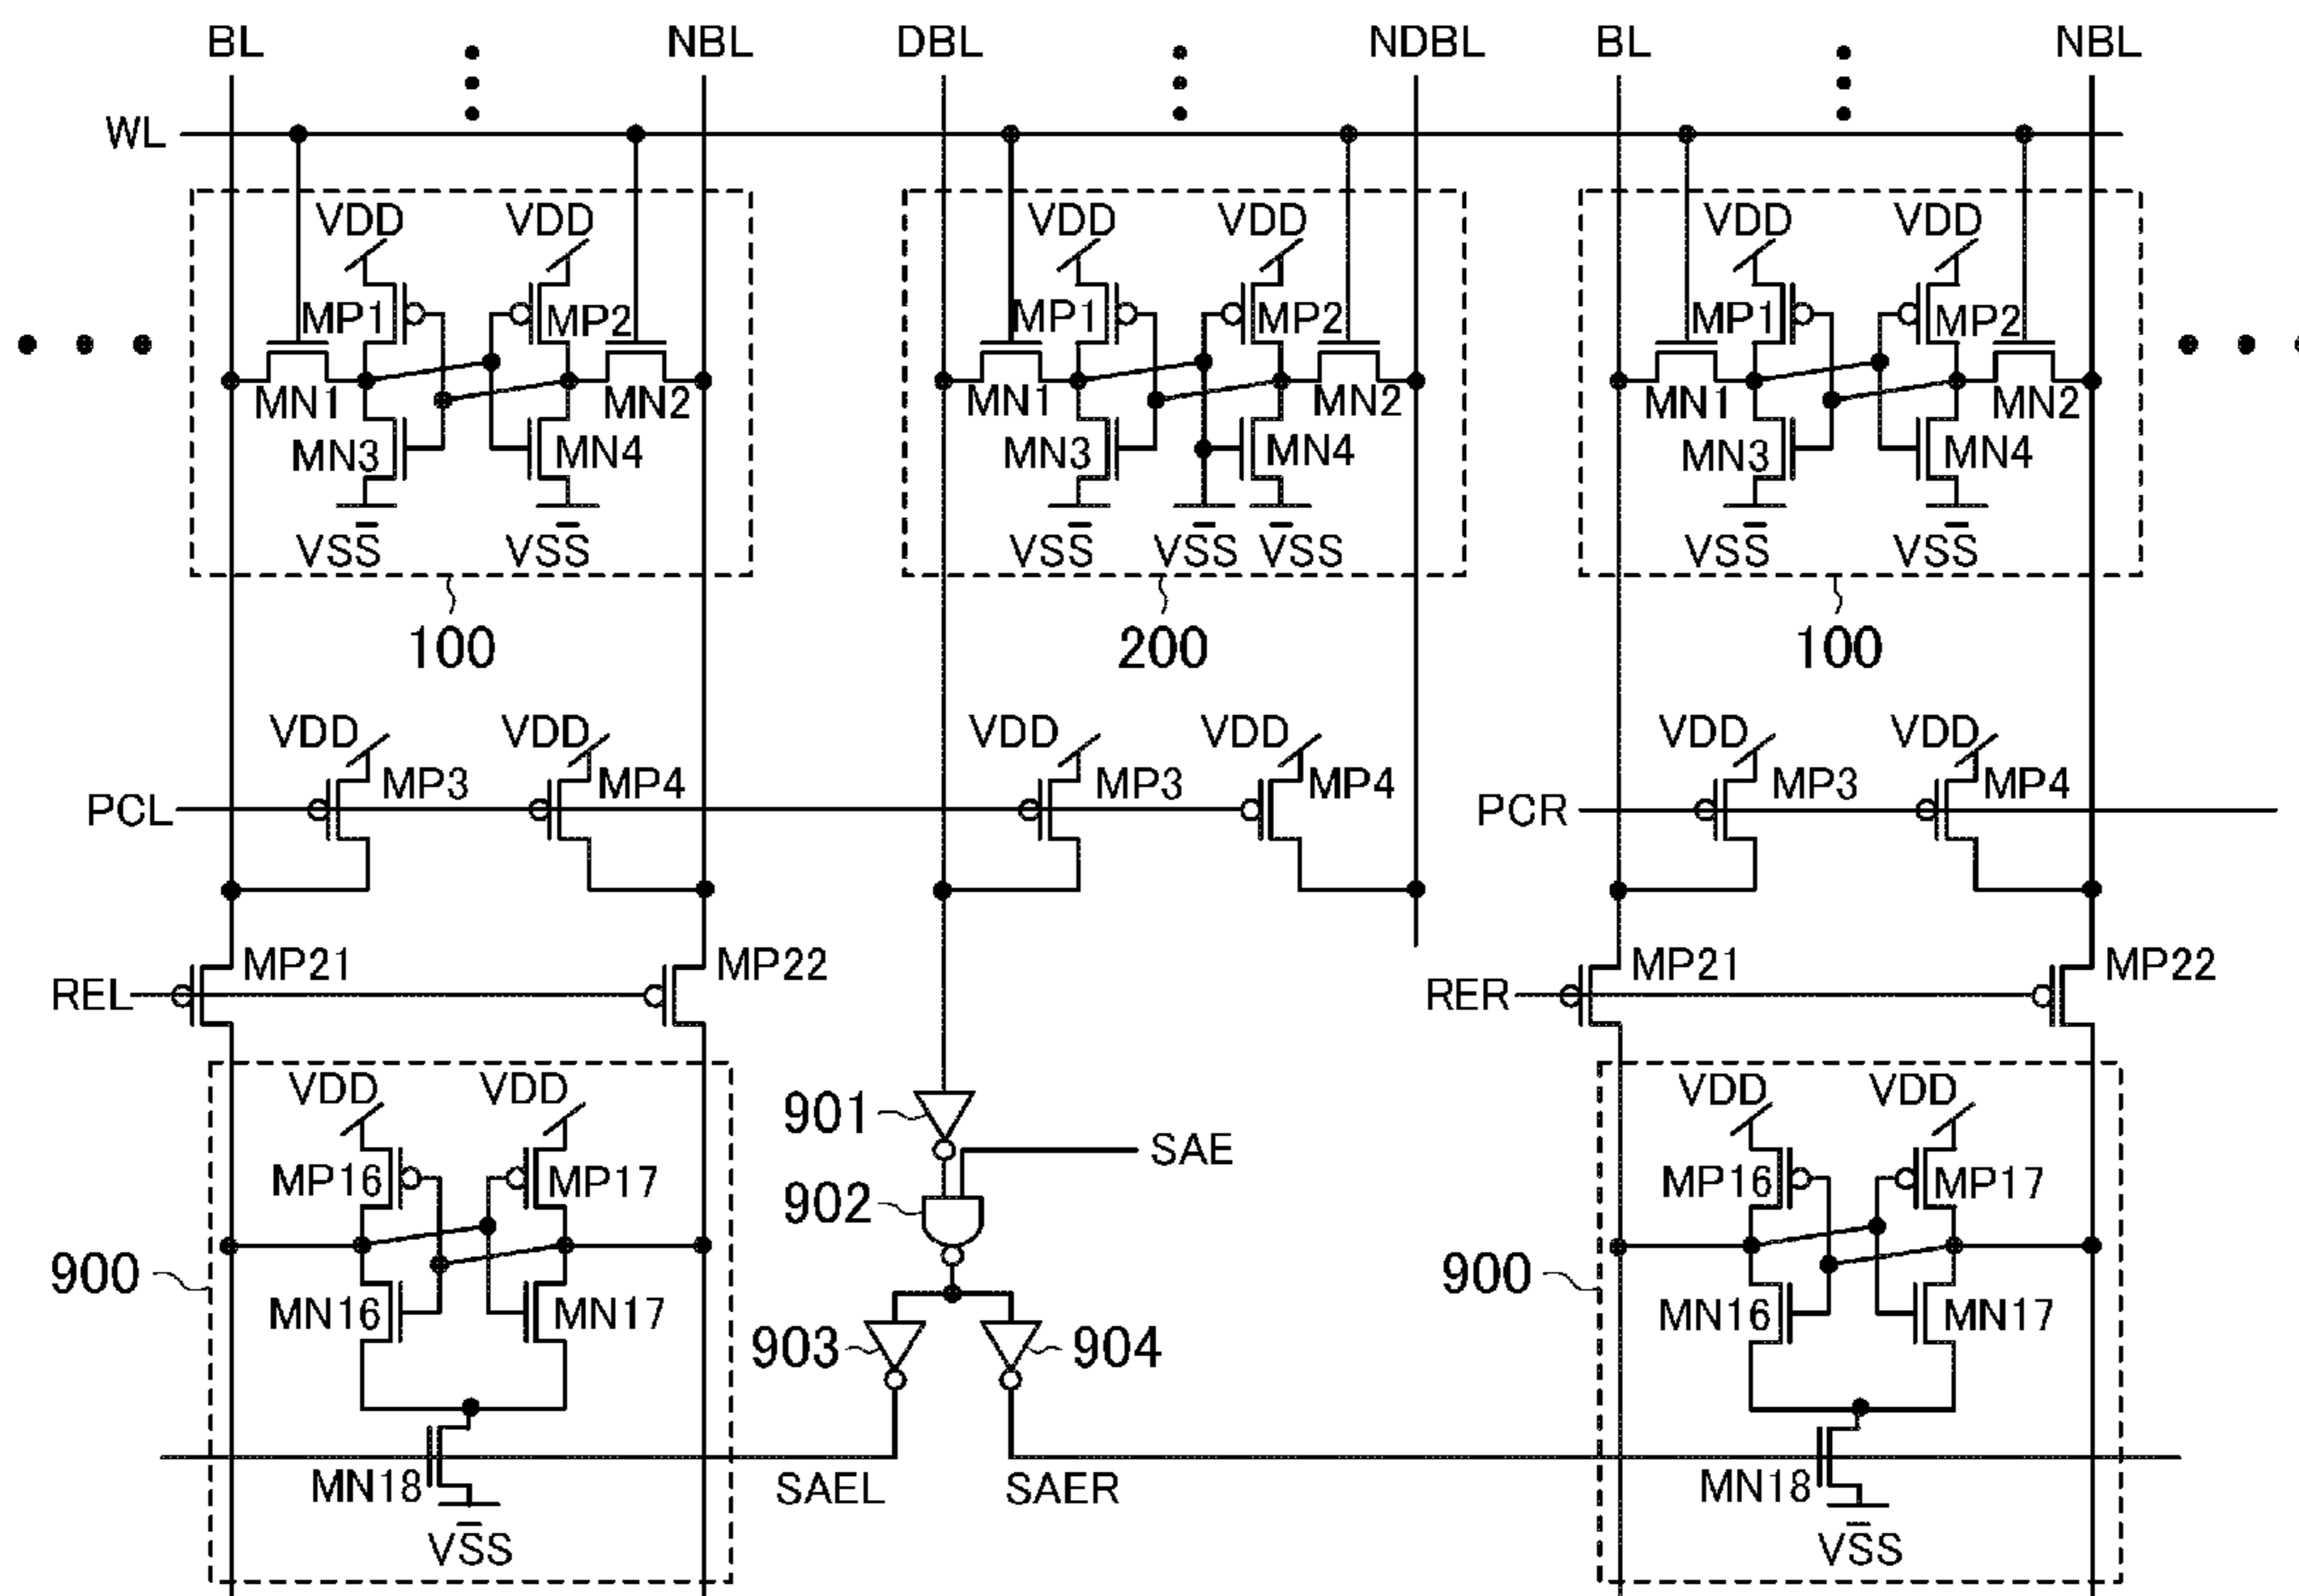 BL NBL DBL NDBL BL NBL
WL
VDD VDD VDD VDD VDD VDD
MP1 MP2 MP1 MP2 MP1 MP2
MN1 MN2 MN1 MN2 MN1 MN2
MN3 MN4 MN3 MN4 MN3 MN4
VSS VSS VSS VSS VSS VSS VSS
100 200 100
VDD VDD VDD VDD VDD VDD
PCL MP3 MP4 MP3 MP4 PCR MP3 MP4
MP21 MP22 MP21 MP22
REL RER
VDD VDD 901 VDD VDD
SAE
MP16 MP17 902 MP16 MP17
900 900
MN16 MN17 903 904 MN16 MN17
MN18 SAEL SAER MN18
VSS VSS